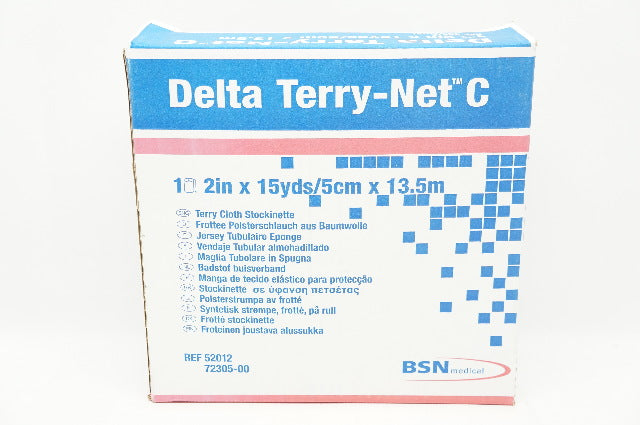 Delta Terry-Net™ C
Delta Terry-Net™ C
1 2in x 15yds/5cm x 13.5m
Terry Cloth Stockinette
Frottee Polsterschlauch aus Baumwolle
Jersey Tubulaire Eponge
Vendaje Tubular almohadillado
Maglia Tubolare in Spugna
Badstof buisverband
Manga de tecido elástico para protecção
Stockinette σε ύφανση πετσέτας
Polsterstrumpa av frotté
Syntetisk strømpe, frotté, på rull
Frotté stockinette
Froteinen joustava alussukka
REF 52012
72305-00
BSN medical